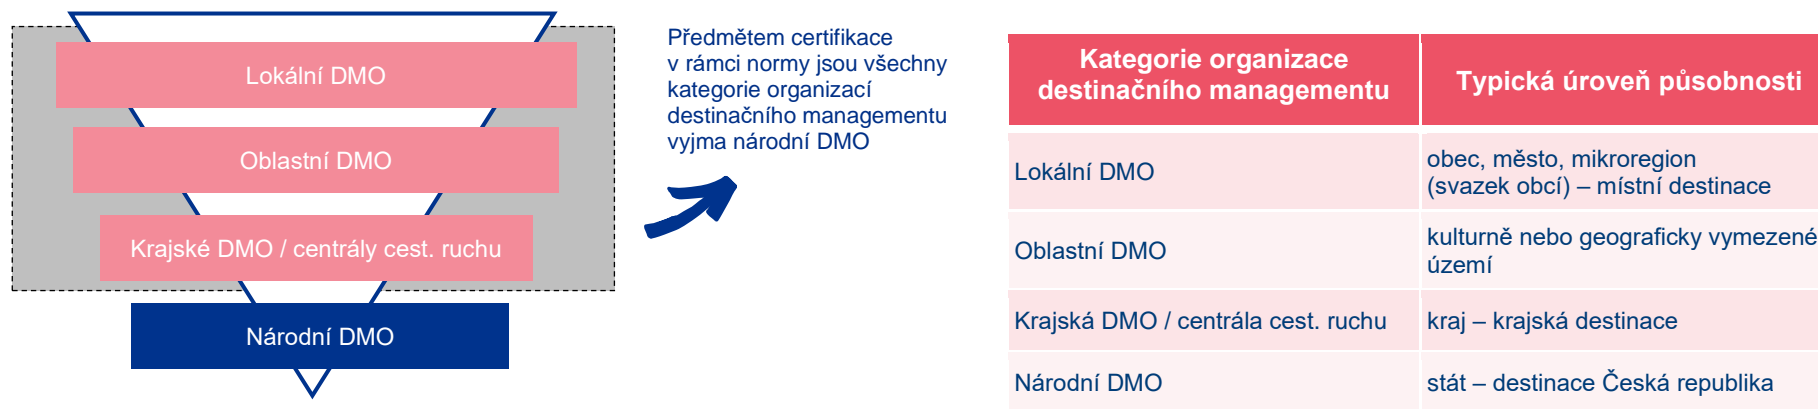 Lokální DMO
Oblastní DMO
Krajské DMO / centrály cest. ruchu
Národní DMO
Předmětem certifikace
v rámci normy jsou všechny
kategorie organizací
destinačního managementu
vyjma národní DMO
Kategorie organizace
destinačního managementu
Typická úroveň působnosti
Lokální DMO
obec, město, mikroregion
(svazek obcí) – místní destinace
Oblastní DMO
kulturně nebo geograficky vymezené
území
Krajská DMO / centrála cest. ruchu
kraj – krajská destinace
Národní DMO
stát – destinace Česká republika